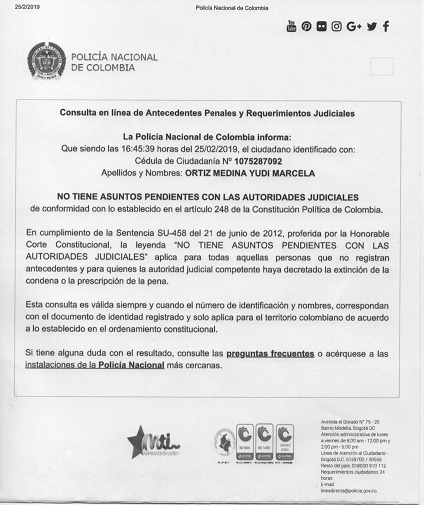 25/2/2019 Policía Nacional de Colombia
You Tube G+
POLICÍA NACIONAL
DE COLOMBIA
Consulta en línea de Antecedentes Penales y Requerimientos Judiciales
La Policía Nacional de Colombia informa:
Que siendo las 16:45:39 horas del 25/02/2019, el ciudadano identificado con:
Cédula de Ciudadanía Nº 1075287092
Apellidos y Nombres: ORTIZ MEDINA YUDI MARCELA
NO TIENE ASUNTOS PENDIENTES CON LAS AUTORIDADES JUDICIALES
de conformidad con lo establecido en el artículo 248 de la Constitución Política de Colombia.
En cumplimiento de la Sentencia SU-458 del 21 de junio de 2012, proferida por la Honorable
Corte Constitucional, la leyenda “NO TIENE ASUNTOS PENDIENTES CON LAS
AUTORIDADES JUDICIALES” aplica para todas aquellas personas que no registran
antecedentes y para quienes la autoridad judicial competente haya decretado la extinción de la
condena o la prescripción de la pena.
Esta consulta es válida siempre y cuando el número de identificación y nombres, correspondan
con el documento de identidad registrado y solo aplica para el territorio colombiano de acuerdo
a lo establecido en el ordenamiento constitucional.
Si tiene alguna duda con el resultado, consulte las preguntas frecuentes o acérquese a las
instalaciones de la Policía Nacional más cercanas.
Avenida el Dorado N° 75 - 25
Barrio Modelia, Bogotá DC
Atención administrativa de lunes
a viernes de 8:00 am - 12:00 pm y
2:00 pm - 5:00 pm
Línea de Atención al Ciudadano -
Bogotá D.C. 5159700 / 30555
Resto del país: 018000 910 112
Requerimientos ciudadanos 24
horas
E-mail:
lineadirecta@policia.gov.co